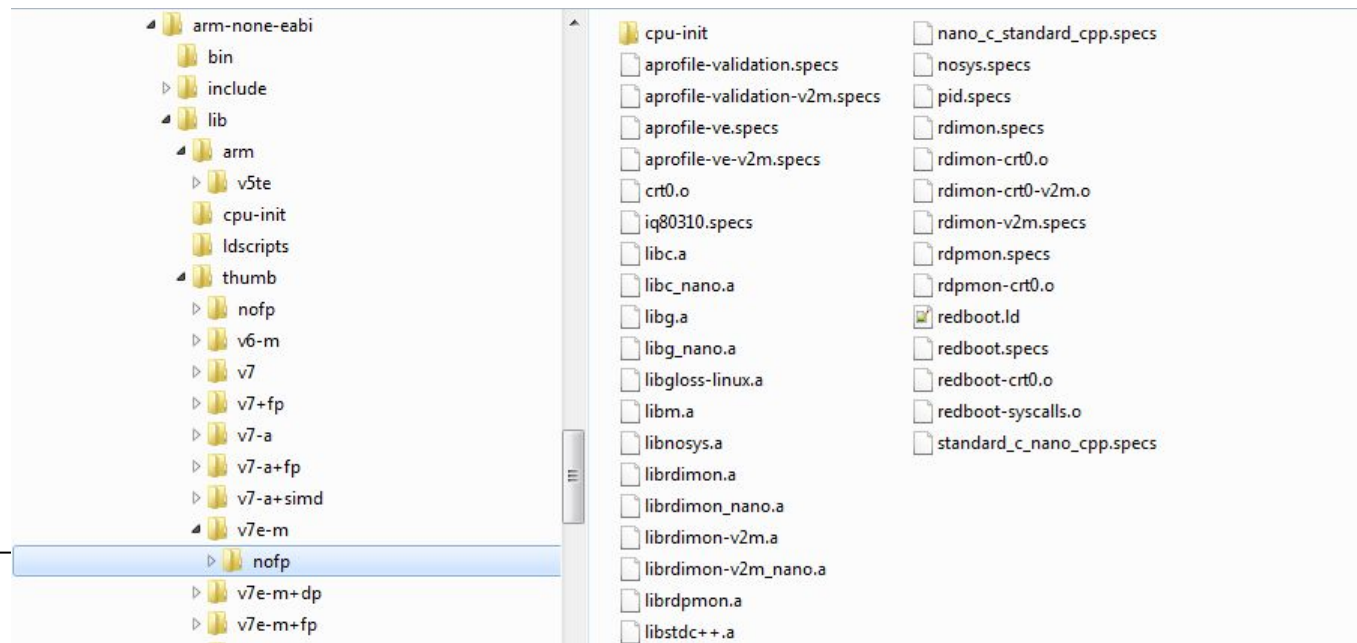 arm-none-eabi
bin
include
lib
arm
v5te
cpu-init
ldscripts
thumb
nofp
v6-m
v7
v7+fp
v7-a
v7-a+fp
v7-a+simd
v7e-m
nofp
v7e-m+dp
v7e-m+fp
cpu-init
aprofile-validation.specs
aprofile-validation-v2m.specs
aprofile-ve.specs
aprofile-ve-v2m.specs
crt0.o
iq80310.specs
libc.a
libc_nano.a
libg.a
libg_nano.a
libgloss-linux.a
libm.a
libnosys.a
librdimon.a
librdimon_nano.a
librdimon-v2m.a
librdimon-v2m_nano.a
librdpmon.a
libstdc++.a
nano_c_standard_cpp.specs
nosys.specs
pid.specs
rdimon.specs
rdimon-crt0.o
rdimon-crt0-v2m.o
rdimon-v2m.specs
rdpmon.specs
rdpmon-crt0.o
redboot.ld
redboot.specs
redboot-crt0.o
redboot-syscalls.o
standard_c_nano_cpp.specs